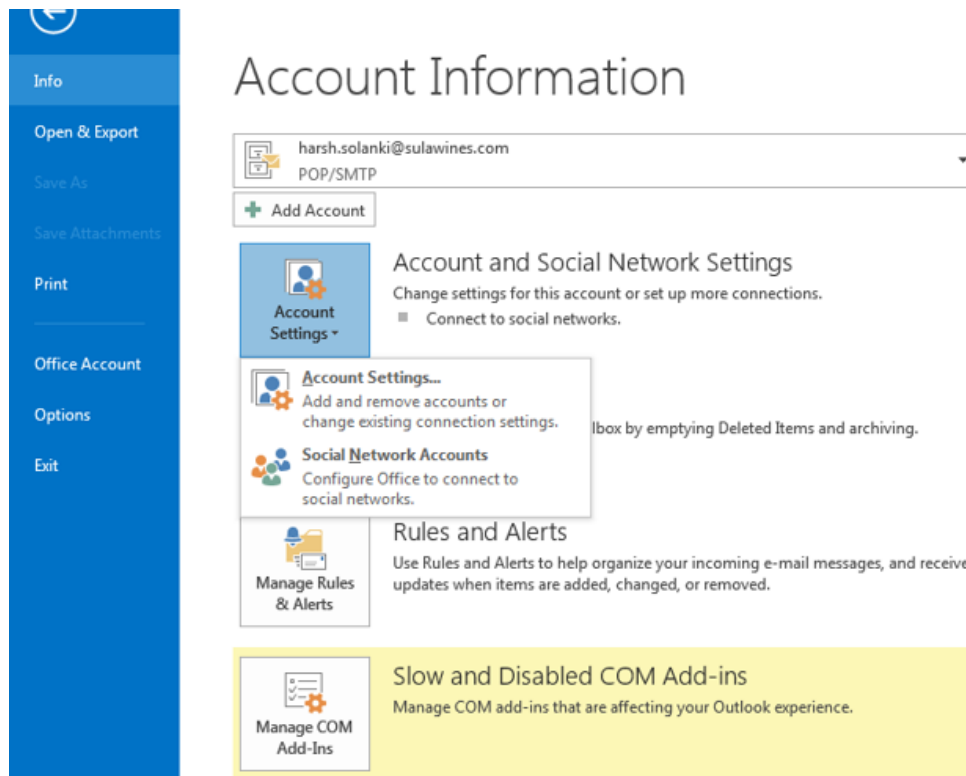 Info
Open & Export
Save As
Save Attachments
Print
Office Account
Options
Exit
Account Information
harsh.solanki@sulawines.com
POP/SMTP
Add Account
Account
Settings
Account and Social Network Settings
Change settings for this account or set up more connections.
Connect to social networks.
Account Settings...
Add and remove accounts or
change existing connection settings.
Social Network Accounts
Configure Office to connect to
social networks.
lbox by emptying Deleted Items and archiving.
Manage Rules
& Alerts
Rules and Alerts
Use Rules and Alerts to help organize your incoming e-mail messages, and receive
updates when items are added, changed, or removed.
Manage COM
Add-Ins
Slow and Disabled COM Add-ins
Manage COM add-ins that are affecting your Outlook experience.